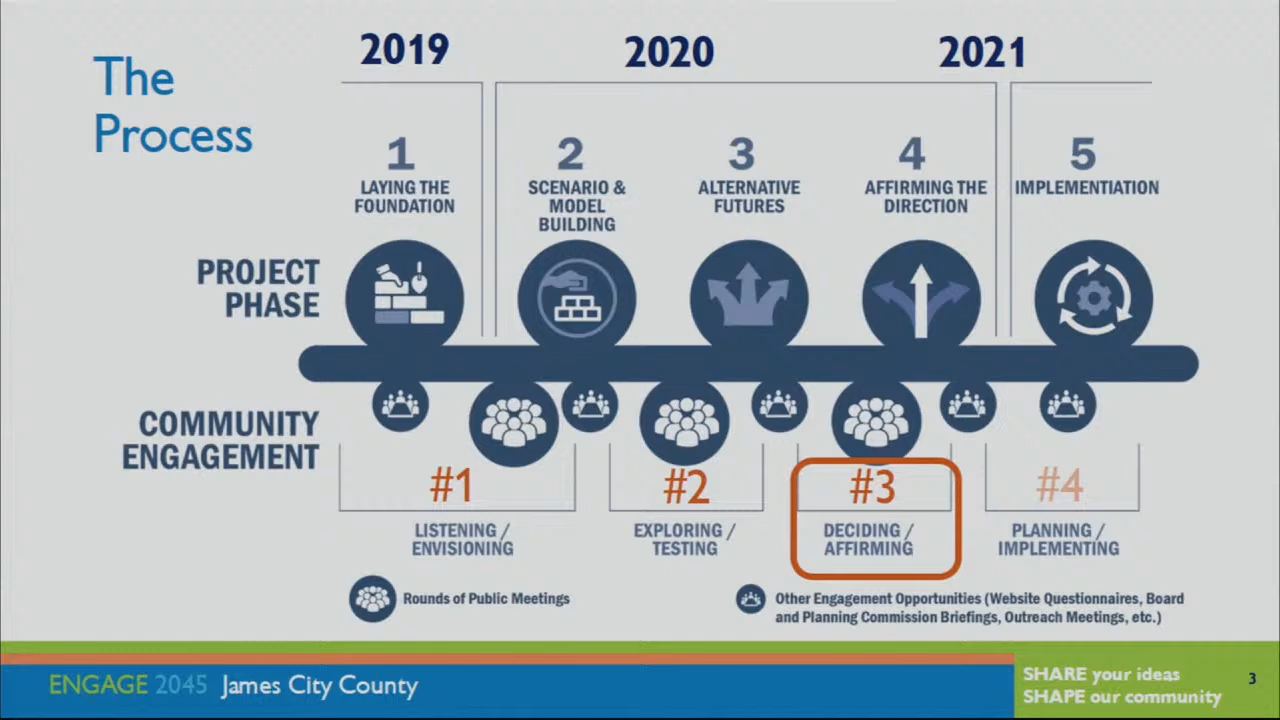 The
Process
2019
2020
2021
1
2
3
4
5
LAYING THE
FOUNDATION
SCENARIO &
MODEL
BUILDING
ALTERNATIVE
FUTURES
AFFIRMING THE
DIRECTION
IMPLEMENTIATION
PROJECT
PHASE
COMMUNITY
ENGAGEMENT
#1
#2
#3
#4
LISTENING /
ENVISIONING
EXPLORING /
TESTING
DECIDING /
AFFIRMING
PLANNING /
IMPLEMENTING
Rounds of Public Meetings
Other Engagement Opportunities (Website Questionnaires, Board
and Planning Commission Briefings, Outreach Meetings, etc.)
ENGAGE 2045 James City County
SHARE your ideas
SHAPE our community
3